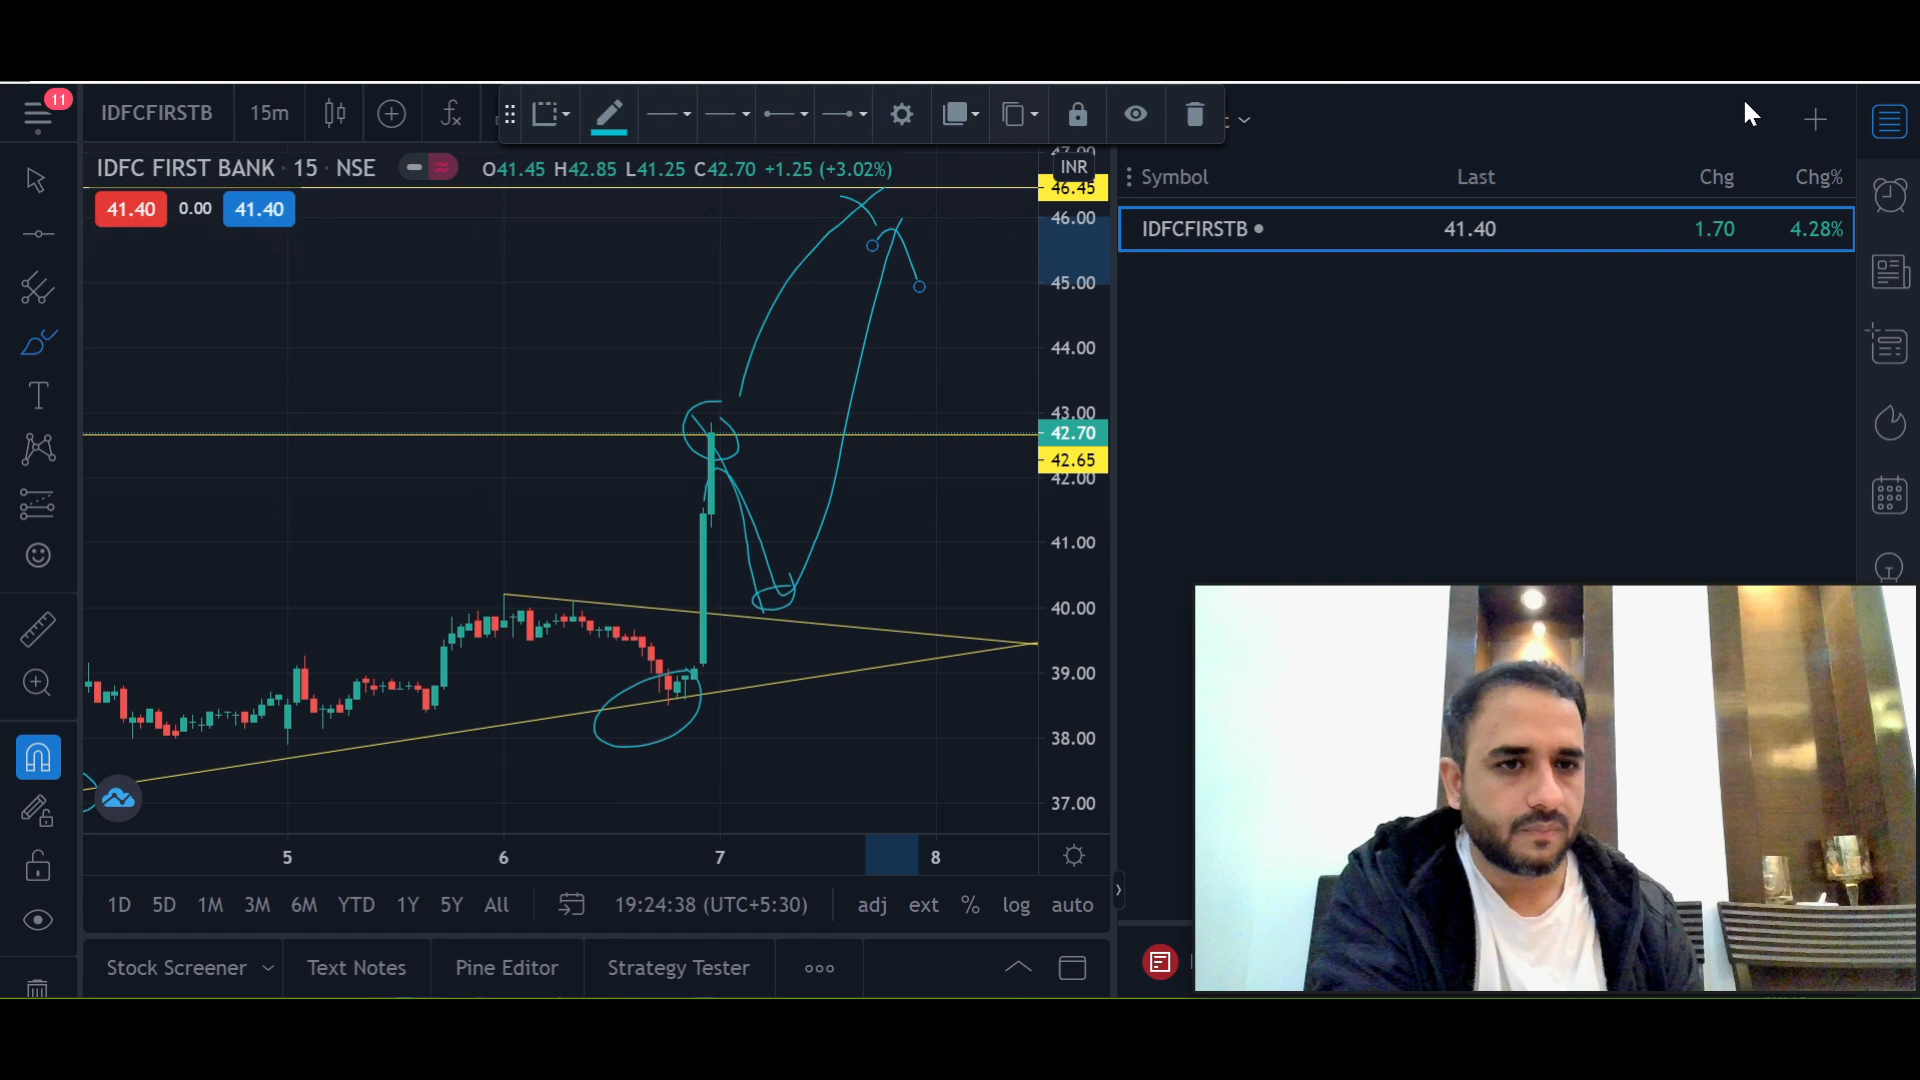 11
IDFCFIRSTB
15m
IDFC FIRST BANK · 15 · NSE
O41.45 H42.85 L41.25 C42.70 +1.25 (+3.02%)
41.40
0.00
41.40
INR
46.45
46.00
45.00
44.00
43.00
42.70
42.65
42.00
41.00
40.00
39.00
38.00
37.00
5
6
7
8
1D 5D 1M 3M 6M YTD 1Y 5Y All
19:24:38 (UTC+5:30)
adj ext % log auto
Stock Screener
Text Notes
Pine Editor
Strategy Tester
Symbol Last Chg Chg%
IDFCFIRSTB 41.40 1.70 4.28%